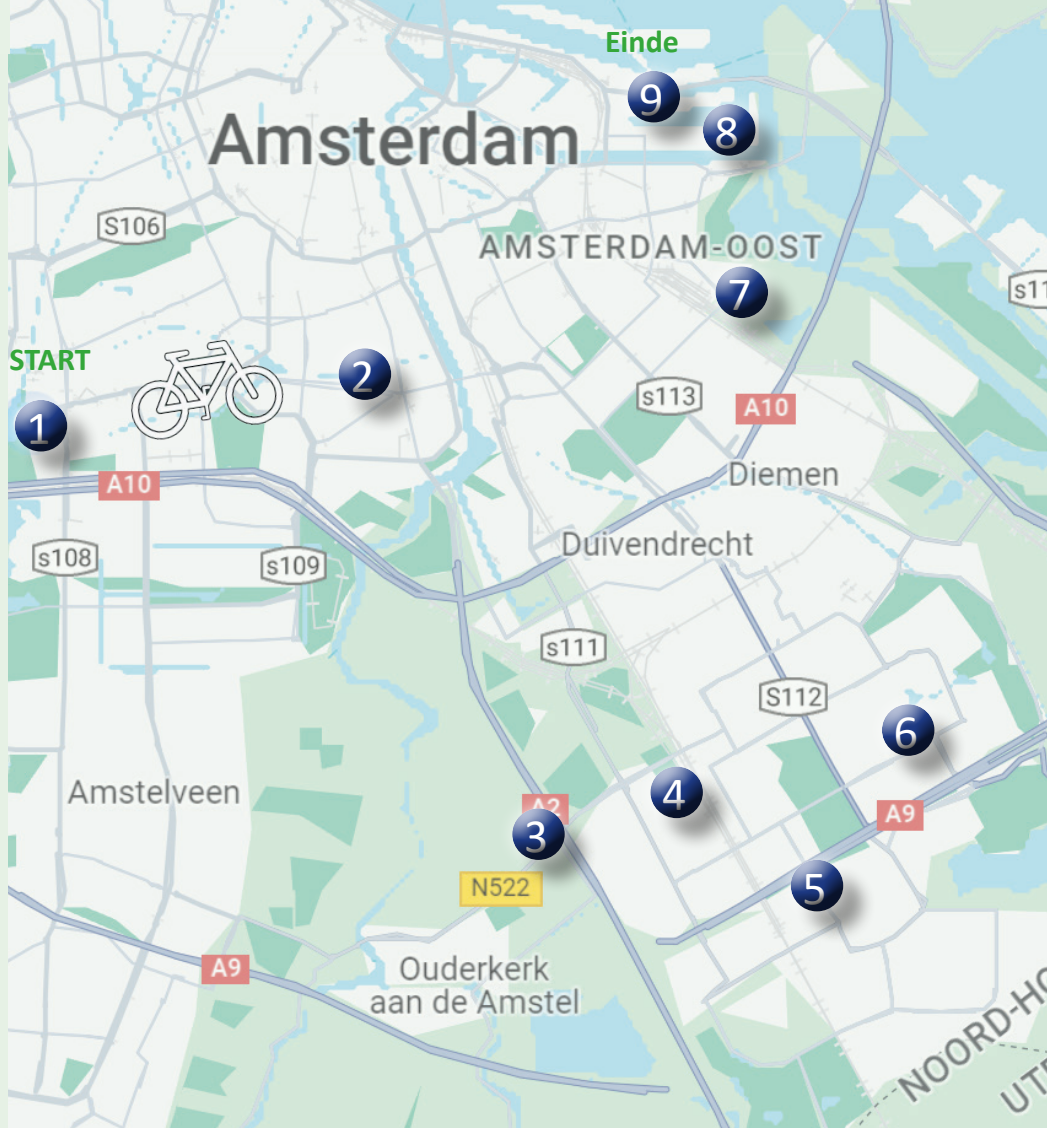 Einde
9
8
Amsterdam
S106
AMSTERDAM-OOST
7
s11
START
2
s113
A10
1
A10
Diemen
s108
s109
Duivendrecht
s111
S112
6
Amstelveen
4
A2
3
A9
N522
5
A9
Ouderkerk
aan de Amstel
NOORD-HO
UT